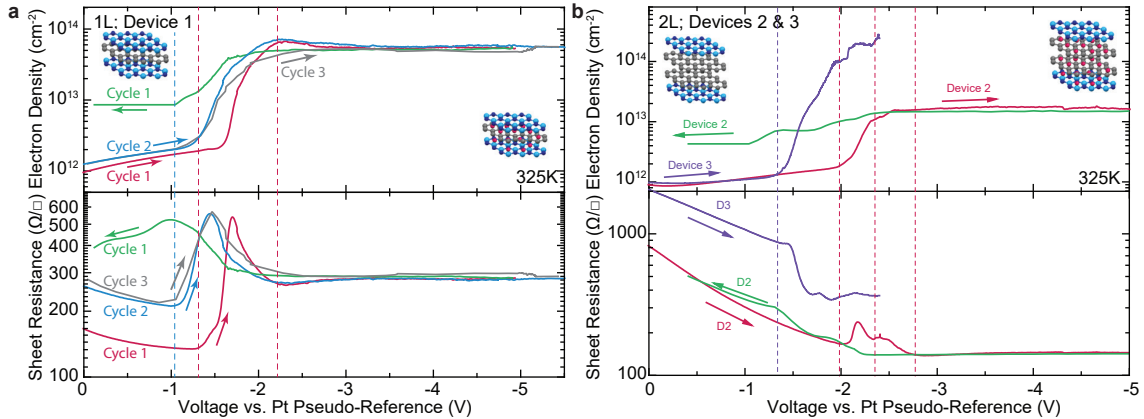 a
1L; Device 1
Electron Density (cm⁻²)
10¹⁴
10¹³
10¹²
Cycle 1
Cycle 2
Cycle 1
Cycle 3
325K
Sheet Resistance (Ω/□)
600
500
400
300
200
100
Cycle 1
Cycle 3
Cycle 2
Cycle 1
0 -1 -2 -3 -4 -5
Voltage vs. Pt Pseudo-Reference (V)
b
2L; Devices 2 & 3
Electron Density (cm⁻²)
10¹⁴
10¹³
10¹²
Device 2
Device 3
Device 2
325K
Sheet Resistance (Ω/□)
1000
100
D3
D2
D2
0 -1 -2 -3 -4 -5
Voltage vs. Pt Pseudo-Reference (V)